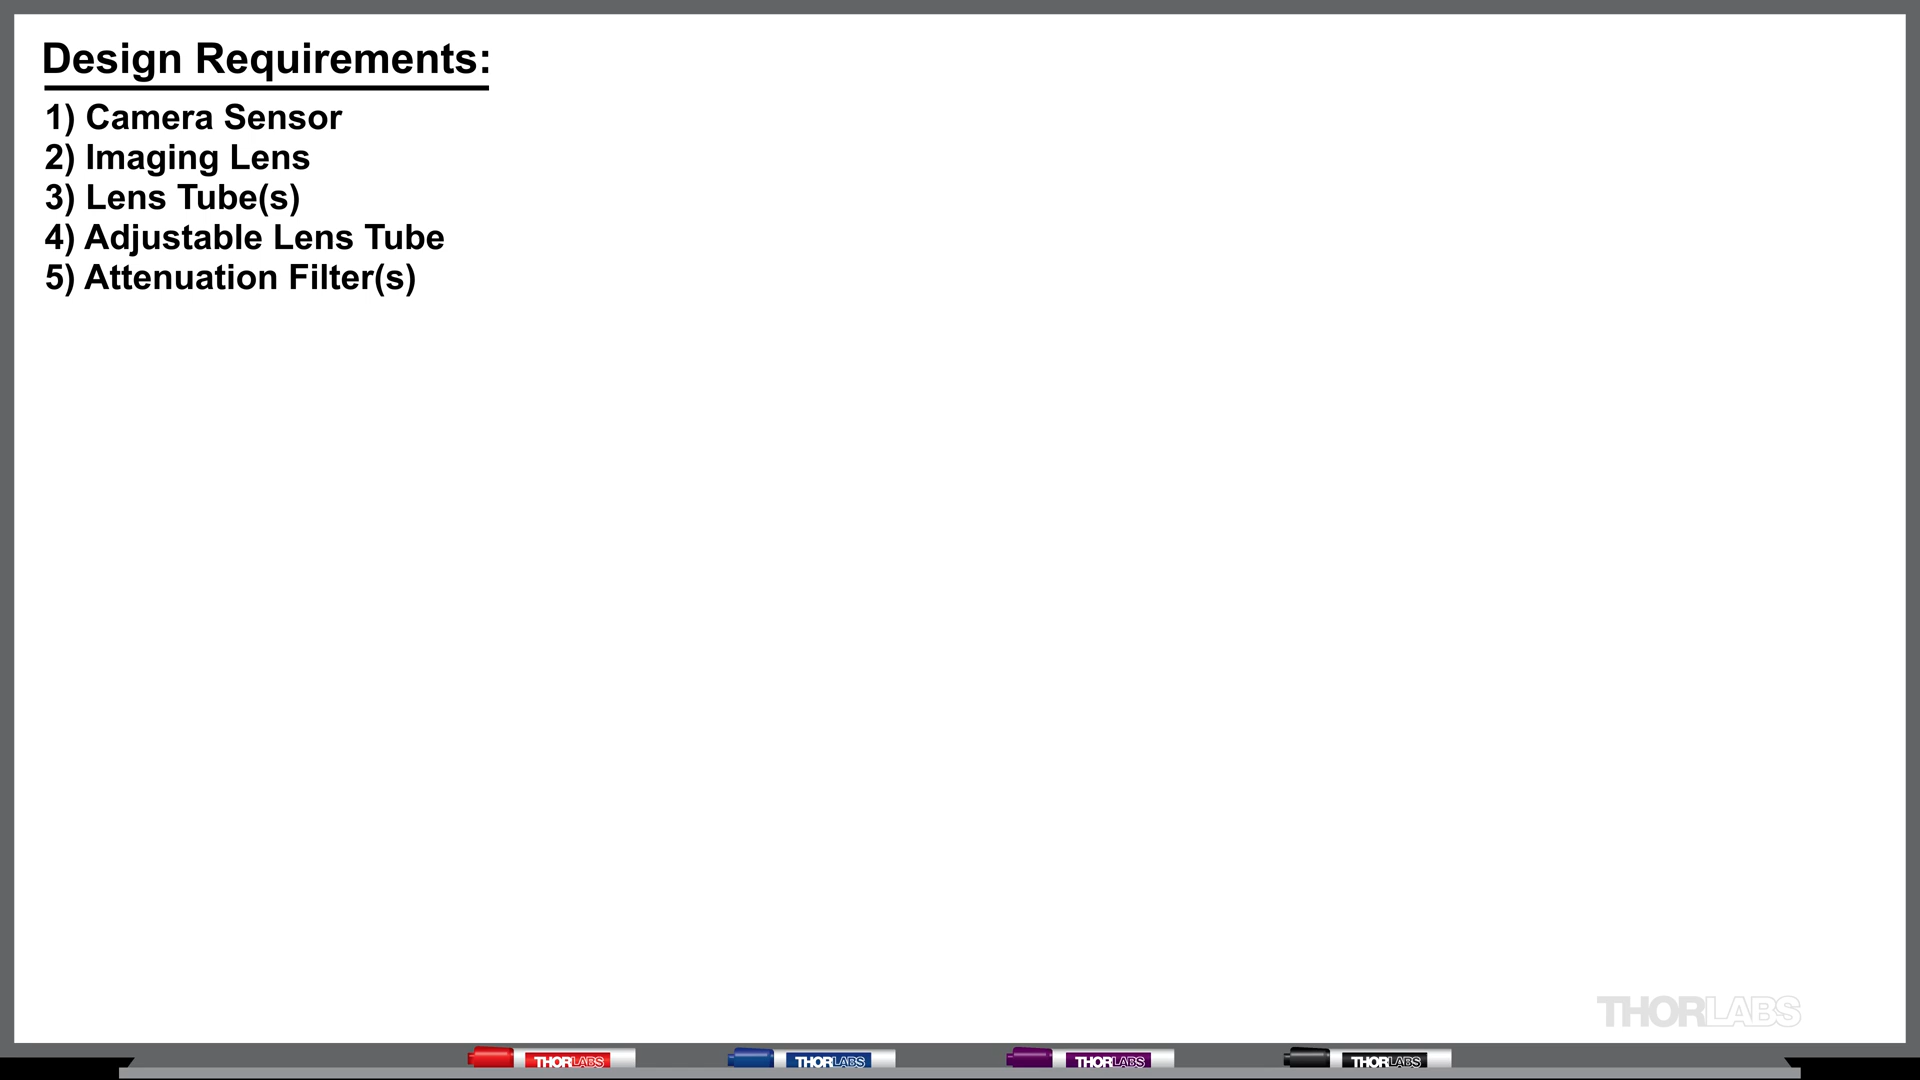 Design Requirements:
1) Camera Sensor
2) Imaging Lens
3) Lens Tube(s)
4) Adjustable Lens Tube
5) Attenuation Filter(s)
THORLABS
THORLABS
THORLABS
THORLABS
THORLABS